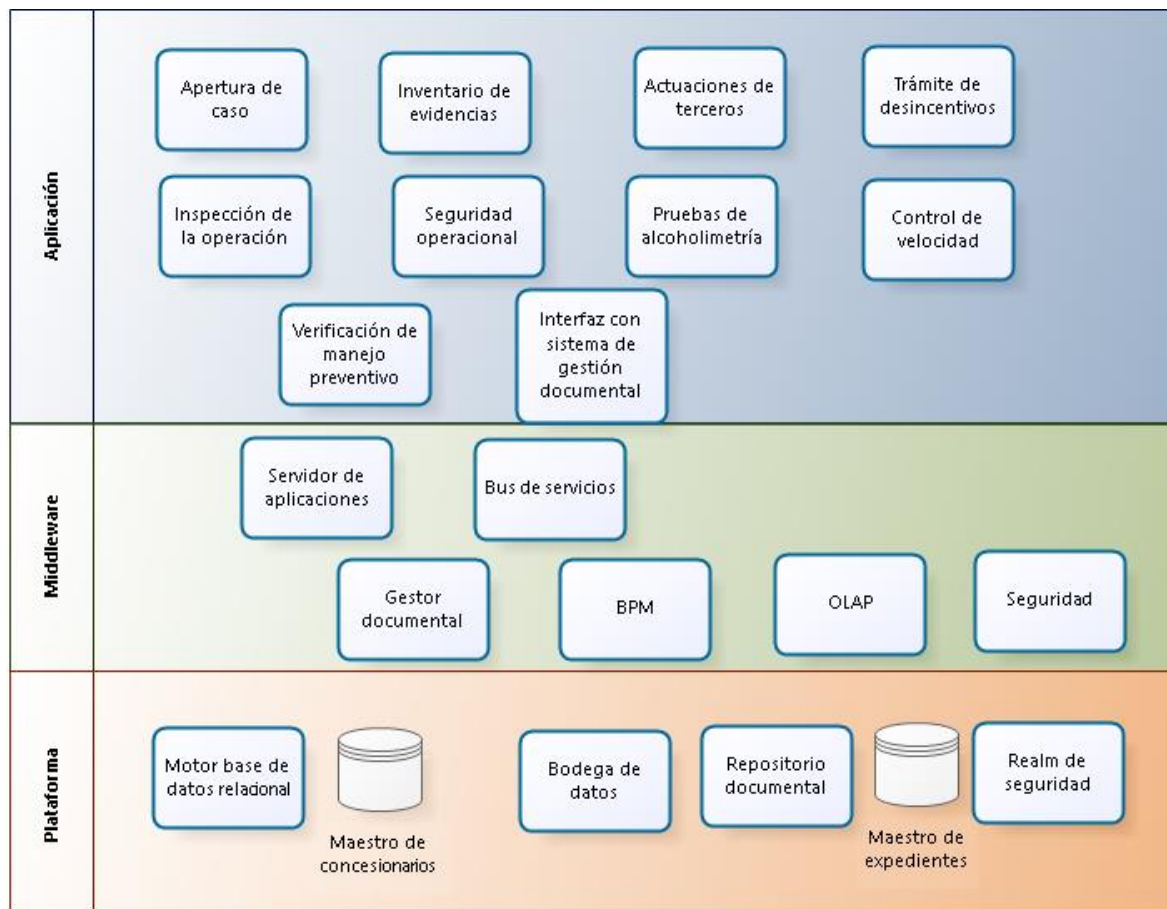 Aplicación
Apertura de
caso
Inventario de
evidencias
Actuaciones de
terceros
Trámite de
desincentivos
Inspección de
la operación
Seguridad
operacional
Pruebas de
alcoholimetría
Control de
velocidad
Verificación de
manejo
preventivo
Interfaz con
sistema de
gestión
documental
Middleware
Servidor de
aplicaciones
Bus de servicios
Gestor
documental
BPM
OLAP
Seguridad
Plataforma
Motor base de
datos relacional
Maestro de
concesionarios
Bodega de
datos
Repositorio
documental
Maestro de
expedientes
Realm de
seguridad